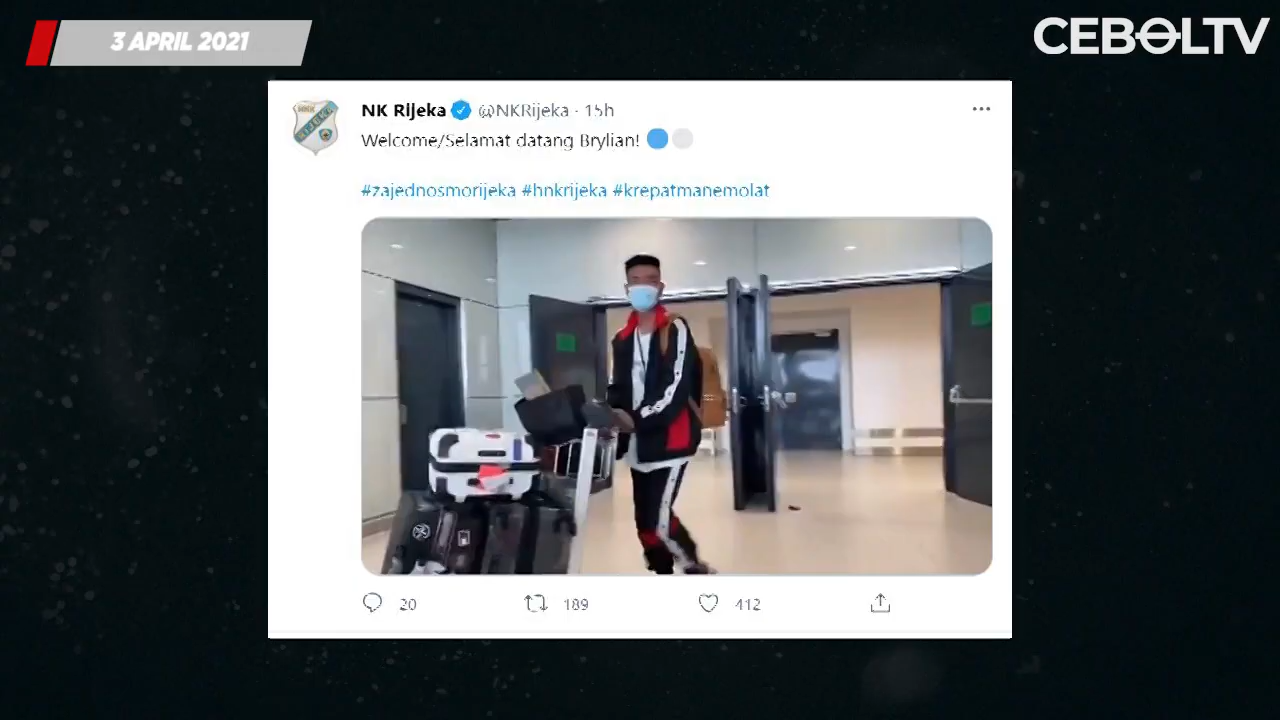 3 APRIL 2021
CEBOLTV
NK Rijeka @NKRijeka · 15h
Welcome/Selamat datang Brylian!
#zajednosmorijeka #hnkrijeka #krepatmanemolat
20 189 412